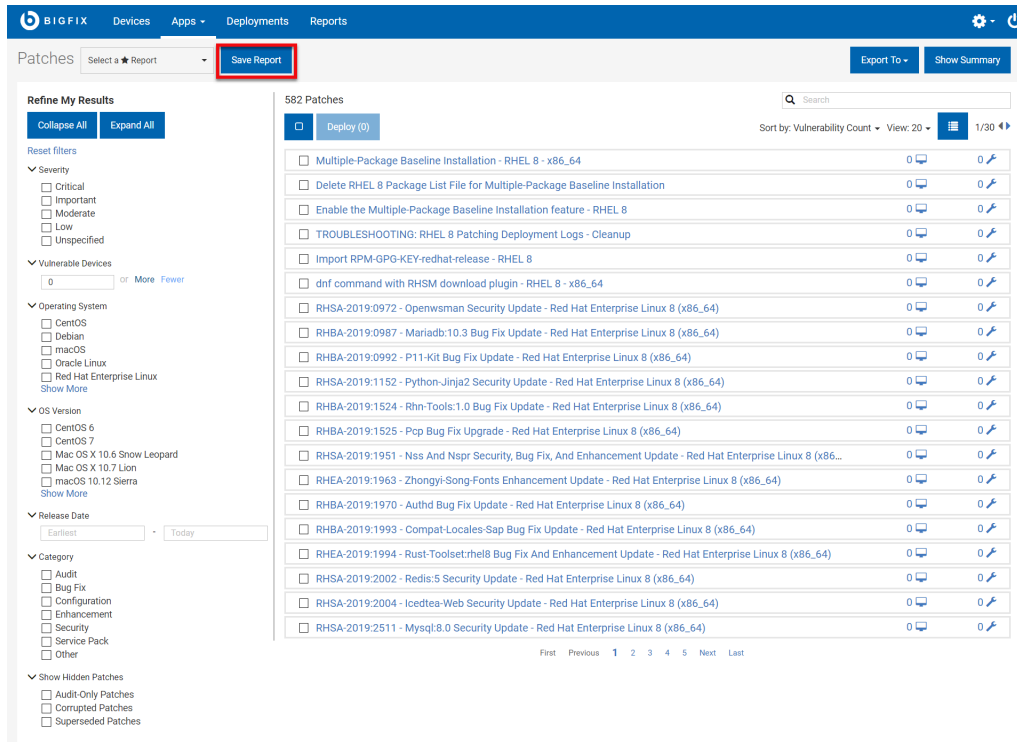 BIGFIX Devices Apps Deployments Reports
Patches Select a ★ Report Save Report Export To Show Summary
Refine My Results
Collapse All Expand All
Reset filters
Severity
Critical
Important
Moderate
Low
Unspecified
Vulnerable Devices
0 or More Fewer
Operating System
CentOS
Debian
macOS
Oracle Linux
Red Hat Enterprise Linux
Show More
OS Version
CentOS 6
CentOS 7
Mac OS X 10.6 Snow Leopard
Mac OS X 10.7 Lion
macOS 10.12 Sierra
Show More
Release Date
Earliest - Today
Category
Audit
Bug Fix
Configuration
Enhancement
Security
Service Pack
Other
Show Hidden Patches
Audit-Only Patches
Corrupted Patches
Superseded Patches
582 Patches Search
Deploy (0) Sort by: Vulnerability Count View: 20 1/30
Multiple-Package Baseline Installation - RHEL 8 - x86_64 0 0
Delete RHEL 8 Package List File for Multiple-Package Baseline Installation 0 0
Enable the Multiple-Package Baseline Installation feature - RHEL 8 0 0
TROUBLESHOOTING: RHEL 8 Patching Deployment Logs - Cleanup 0 0
Import RPM-GPG-KEY-redhat-release - RHEL 8 0 0
dnf command with RHSM download plugin - RHEL 8 - x86_64 0 0
RHSA-2019:0972 - Openwsman Security Update - Red Hat Enterprise Linux 8 (x86_64) 0 0
RHBA-2019:0987 - Mariadb:10.3 Bug Fix Update - Red Hat Enterprise Linux 8 (x86_64) 0 0
RHBA-2019:0992 - P11-Kit Bug Fix Update - Red Hat Enterprise Linux 8 (x86_64) 0 0
RHSA-2019:1152 - Python-Jinja2 Security Update - Red Hat Enterprise Linux 8 (x86_64) 0 0
RHBA-2019:1524 - Rhn-Tools:1.0 Bug Fix Update - Red Hat Enterprise Linux 8 (x86_64) 0 0
RHBA-2019:1525 - Pcp Bug Fix Upgrade - Red Hat Enterprise Linux 8 (x86_64) 0 0
RHSA-2019:1951 - Nss And Nspr Security, Bug Fix, And Enhancement Update - Red Hat Enterprise Linux 8 (x86... 0 0
RHEA-2019:1963 - Zhongyi-Song-Fonts Enhancement Update - Red Hat Enterprise Linux 8 (x86_64) 0 0
RHBA-2019:1970 - Authd Bug Fix Update - Red Hat Enterprise Linux 8 (x86_64) 0 0
RHBA-2019:1993 - Compat-Locales-Sap Bug Fix Update - Red Hat Enterprise Linux 8 (x86_64) 0 0
RHEA-2019:1994 - Rust-Toolset:rhel8 Bug Fix And Enhancement Update - Red Hat Enterprise Linux 8 (x86_64) 0 0
RHSA-2019:2002 - Redis:5 Security Update - Red Hat Enterprise Linux 8 (x86_64) 0 0
RHSA-2019:2004 - Icedtea-Web Security Update - Red Hat Enterprise Linux 8 (x86_64) 0 0
RHSA-2019:2511 - Mysql:8.0 Security Update - Red Hat Enterprise Linux 8 (x86_64) 0 0
First Previous 1 2 3 4 5 Next Last